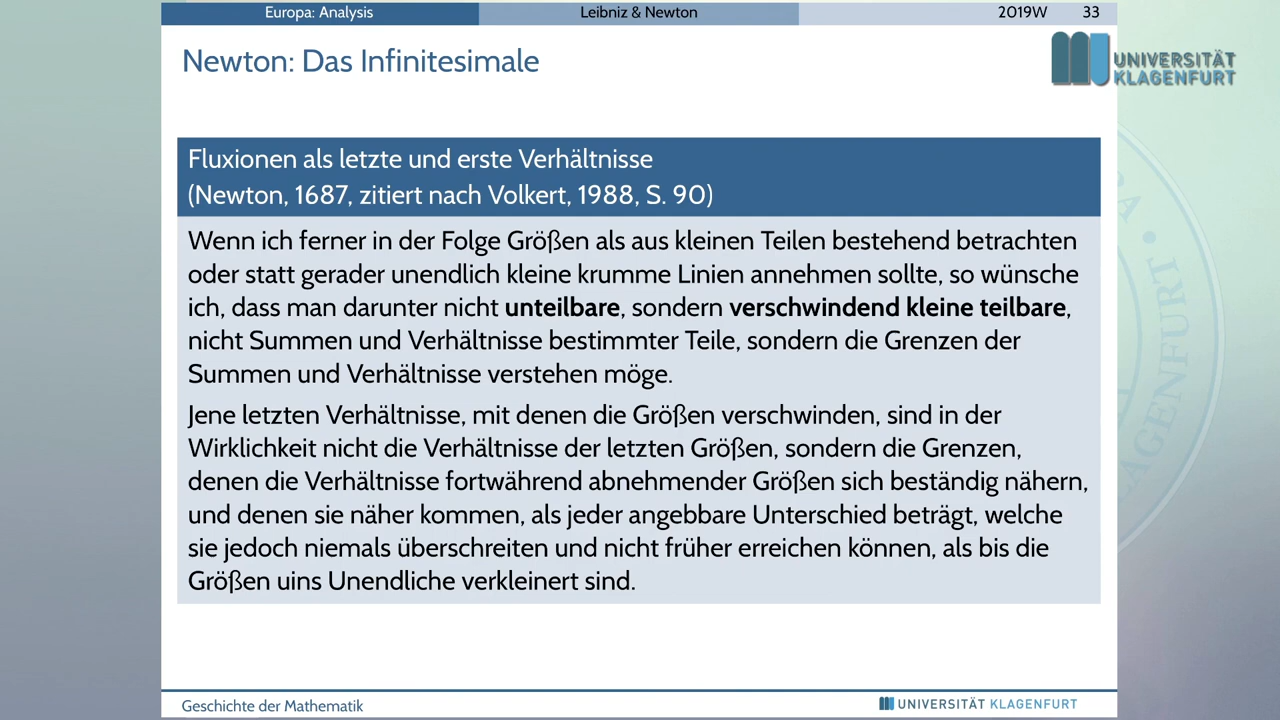 Europa: Analysis Leibniz & Newton 2019W 33
Newton: Das Infinitesimale
UNIVERSITÄT
KLAGENFURT
Fluxionen als letzte und erste Verhältnisse
(Newton, 1687, zitiert nach Volkert, 1988, S. 90)
Wenn ich ferner in der Folge Größen als aus kleinen Teilen bestehend betrachten
oder statt gerader unendlich kleine krumme Linien annehmen sollte, so wünsche
ich, dass man darunter nicht unteilbare, sondern verschwindend kleine teilbare,
nicht Summen und Verhältnisse bestimmter Teile, sondern die Grenzen der
Summen und Verhältnisse verstehen möge.
Jene letzten Verhältnisse, mit denen die Größen verschwinden, sind in der
Wirklichkeit nicht die Verhältnisse der letzten Größen, sondern die Grenzen,
denen die Verhältnisse fortwährend abnehmender Größen sich beständig nähern,
und denen sie näher kommen, als jeder angebbare Unterschied beträgt, welche
sie jedoch niemals überschreiten und nicht früher erreichen können, als bis die
Größen uins Unendliche verkleinert sind.
AGENFURT
Geschichte der Mathematik UNIVERSITÄT KLAGENFURT